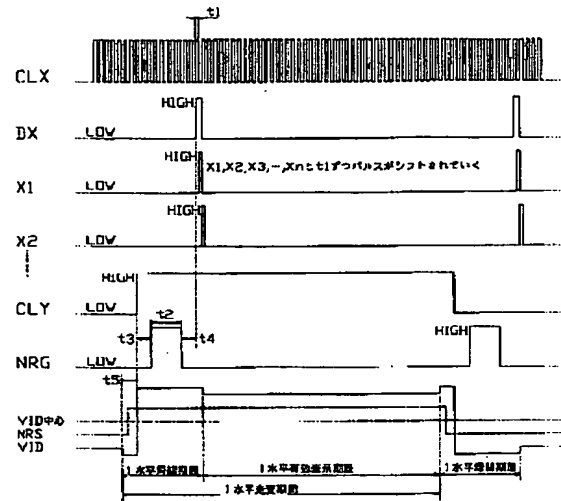 t1
CLX
HIGH
DX LOW
HIGH X1,X2,X3,-,Xnとt1ずつパルスがシフトされていく
X1 LOW
HIGH
X2 LOW
HIGH
CLY LOW
t2
t3 t4
HIGH
NRG LOW
t5
VID中心
NRS
VID
1水平帰線期間 1水平有効表示期間 1水平帰線期間
1水平走査期間